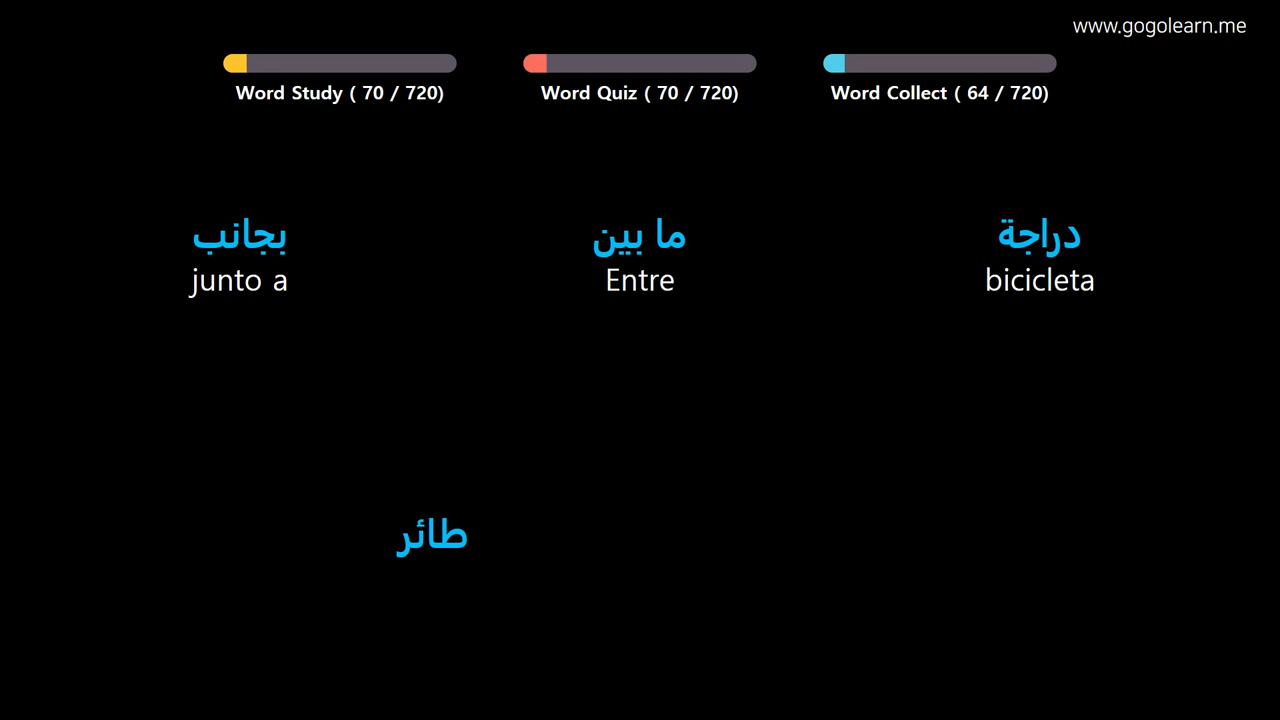 www.gogolearn.me
Word Study ( 70 / 720)
Word Quiz ( 70 / 720)
Word Collect ( 64 / 720)
بجانب
junto a
ما بين
Entre
دراجة
bicicleta
طائر